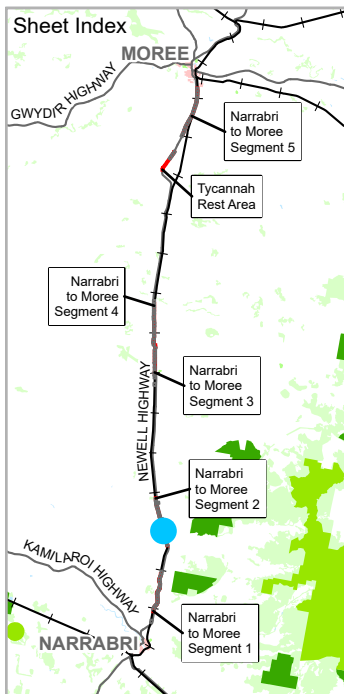 Sheet Index
MOREE
GWYDIR HIGHWAY
Narrabri
to Moree
Segment 5
Tycannah
Rest Area
Narrabri
to Moree
Segment 4
Narrabri
to Moree
Segment 3
NEWELL HIGHWAY
Narrabri
to Moree
Segment 2
KAMILAROI HIGHWAY
Narrabri
to Moree
Segment 1
NARRABRI